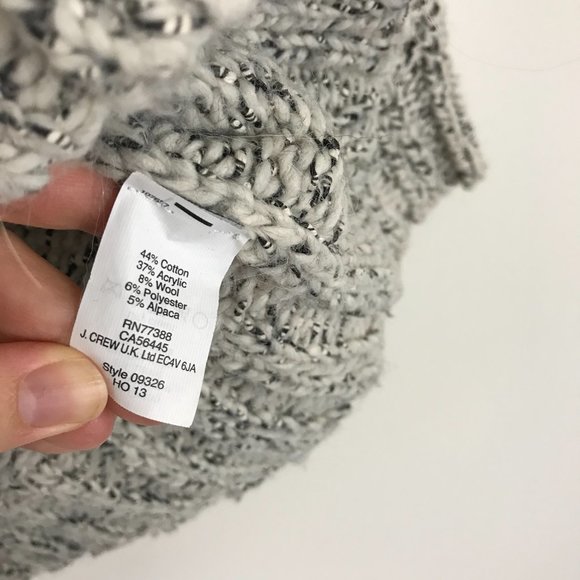 44% Cotton
37% Acrylic
8% Wool
6% Polyester
5% Alpaca
RN77388
CA56445
J. CREW U.K. Ltd EC4V 6JA
Style 09326
HO 13